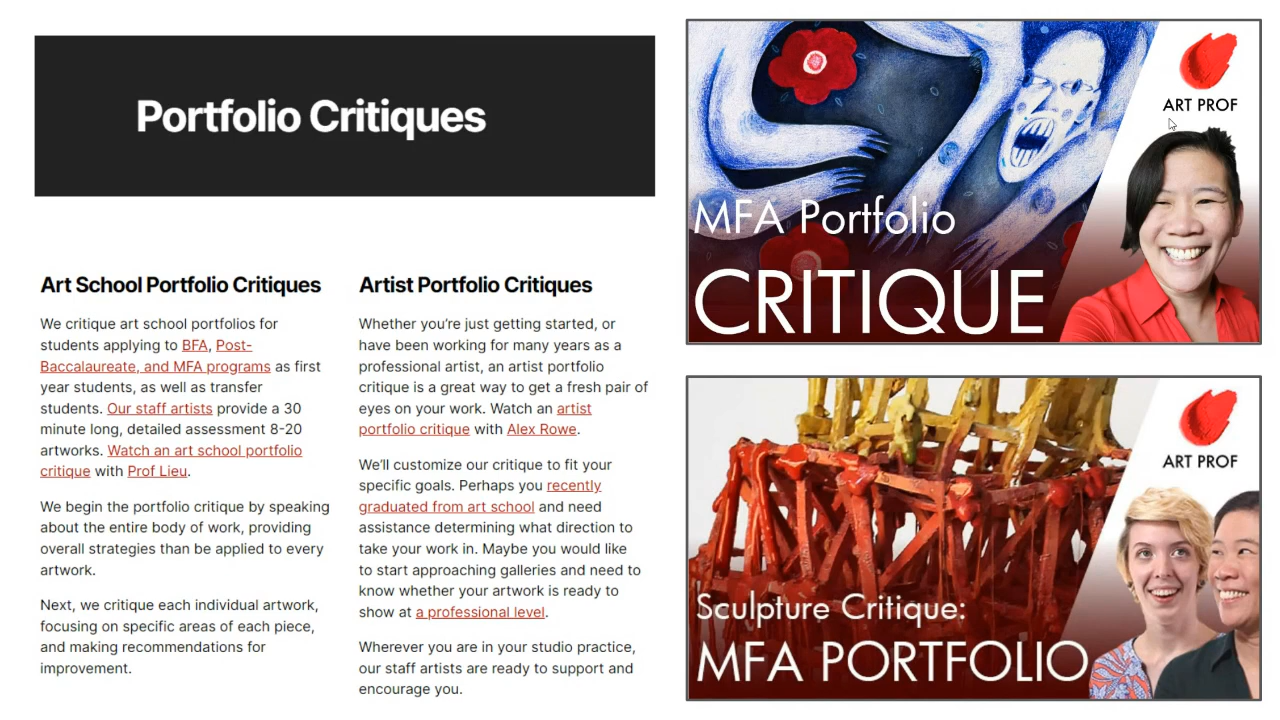 Portfolio Critiques
Art School Portfolio Critiques
We critique art school portfolios for
students applying to BFA, Post-
Baccalaureate, and MFA programs as first
year students, as well as transfer
students. Our staff artists provide a 30
minute long, detailed assessment 8-20
artworks. Watch an art school portfolio
critique with Prof Lieu.
We begin the portfolio critique by speaking
about the entire body of work, providing
overall strategies than be applied to every
artwork.
Next, we critique each individual artwork,
focusing on specific areas of each piece,
and making recommendations for
improvement.
Artist Portfolio Critiques
Whether you're just getting started, or
have been working for many years as a
professional artist, an artist portfolio
critique is a great way to get a fresh pair of
eyes on your work. Watch an artist
portfolio critique with Alex Rowe.
We'll customize our critique to fit your
specific goals. Perhaps you recently
graduated from art school and need
assistance determining what direction to
take your work in. Maybe you would like
to start approaching galleries and need to
know whether your artwork is ready to
show at a professional level.
Wherever you are in your studio practice,
our staff artists are ready to support and
encourage you.
ART PROF
MFA Portfolio
CRITIQUE
ART PROF
Sculpture Critique:
MFA PORTFOLIO